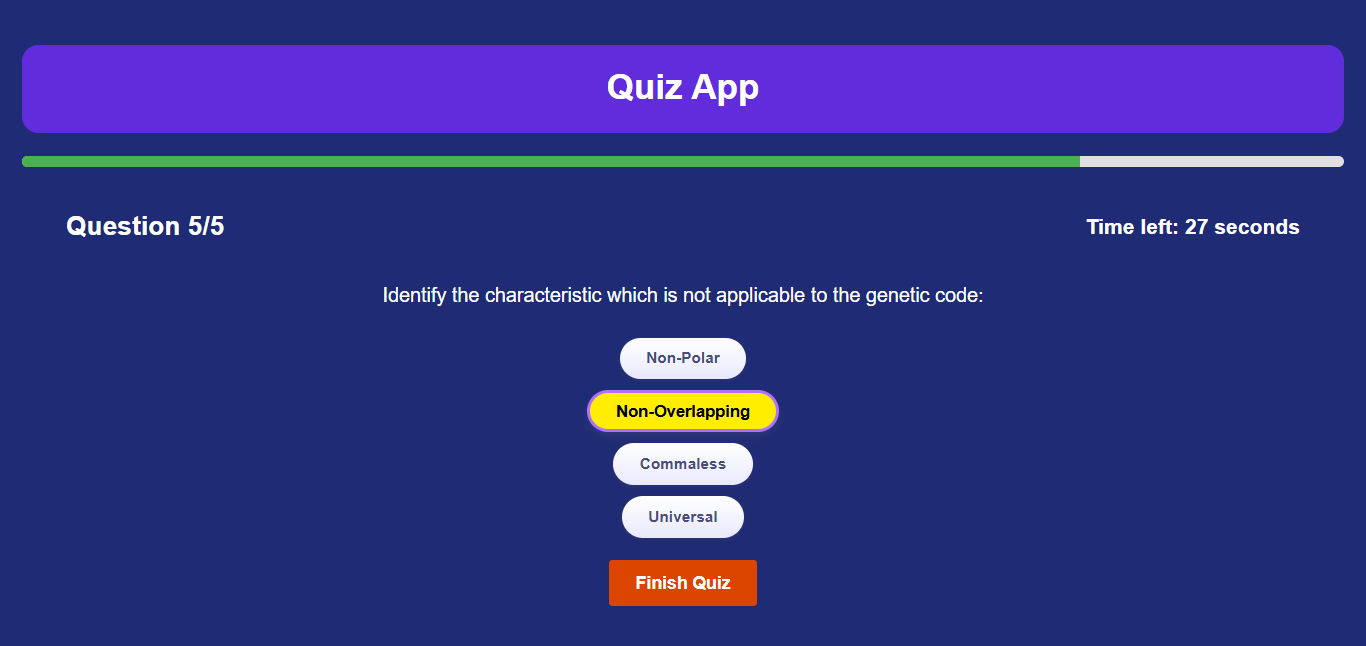 Quiz App
Question 5/5
Time left: 27 seconds
Identify the characteristic which is not applicable to the genetic code:
Non-Polar
Non-Overlapping
Commaless
Universal
Finish Quiz